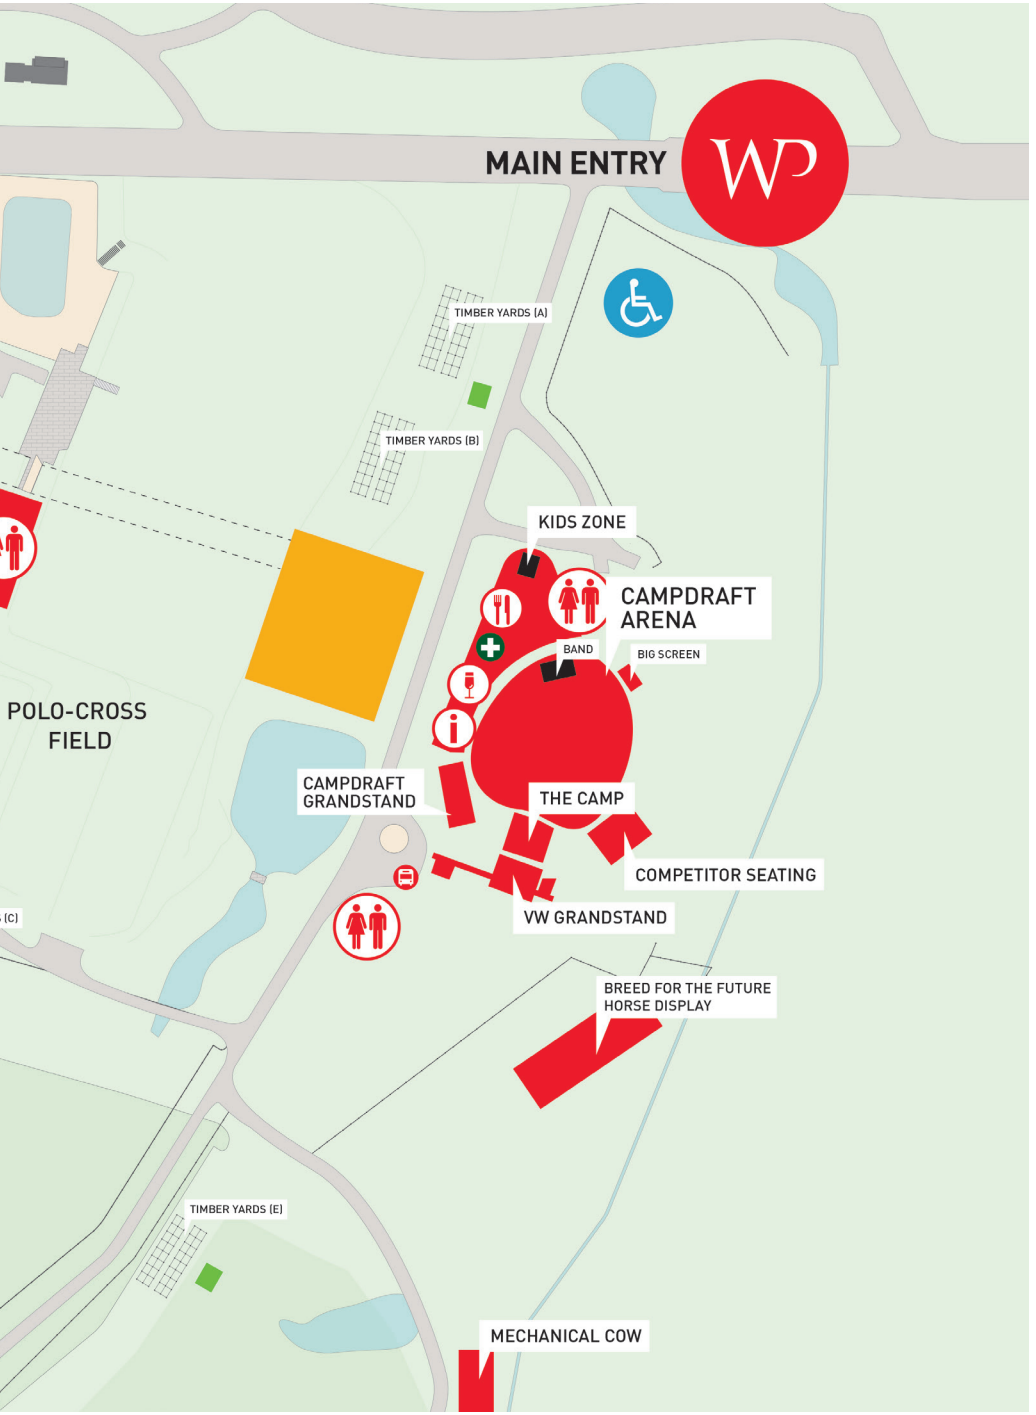 MAIN ENTRY
WP
TIMBER YARDS (A)
TIMBER YARDS (B)
KIDS ZONE
CAMPDRAFT
ARENA
BAND
BIG SCREEN
POLO-CROSS
FIELD
i
CAMPDRAFT
GRANDSTAND
THE CAMP
COMPETITOR SEATING
VW GRANDSTAND
(C)
BREED FOR THE FUTURE
HORSE DISPLAY
TIMBER YARDS (E)
MECHANICAL COW